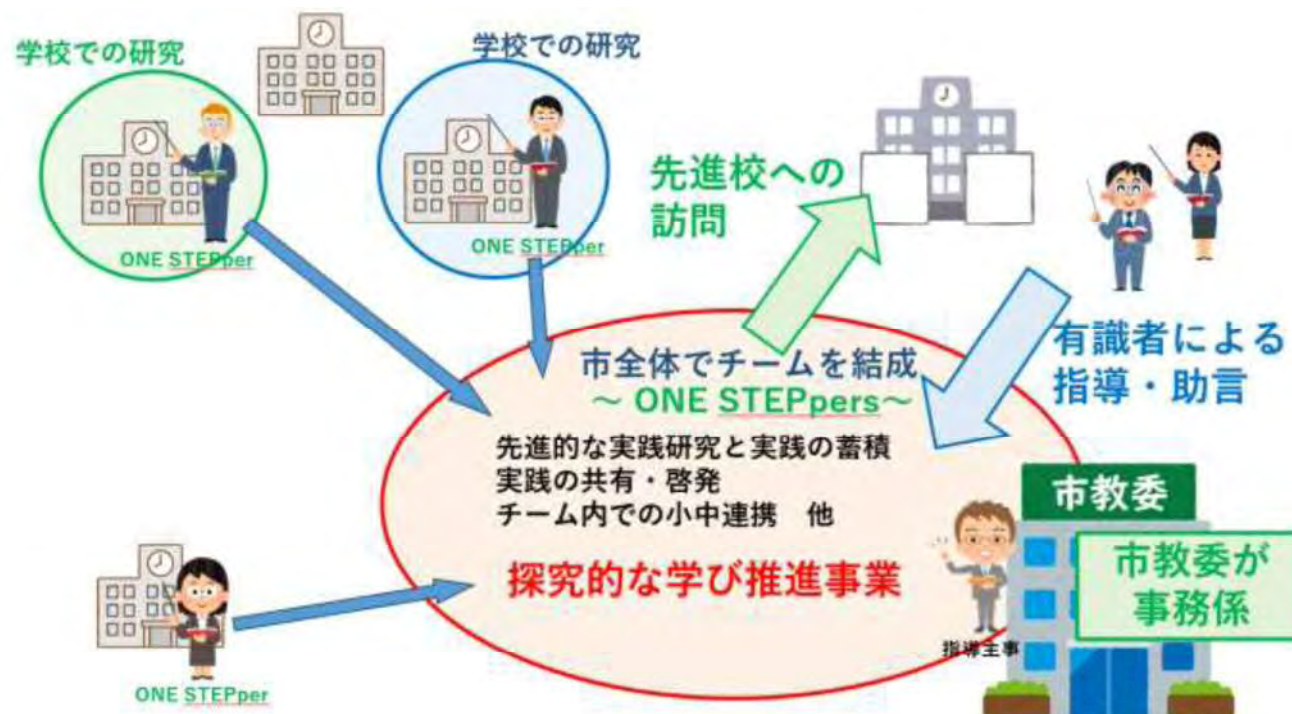 学校での研究
学校での研究
ONE STEPper
ONE STEPper
先進校への
訪問
有識者による
指導・助言
市全体でチームを結成
～ ONE STEPpers～
先進的な実践研究と実践の蓄積
実践の共有・啓発
チーム内での小中連携　他
探究的な学び推進事業
市教委
市教委が
事務係
指導主事
ONE STEPper